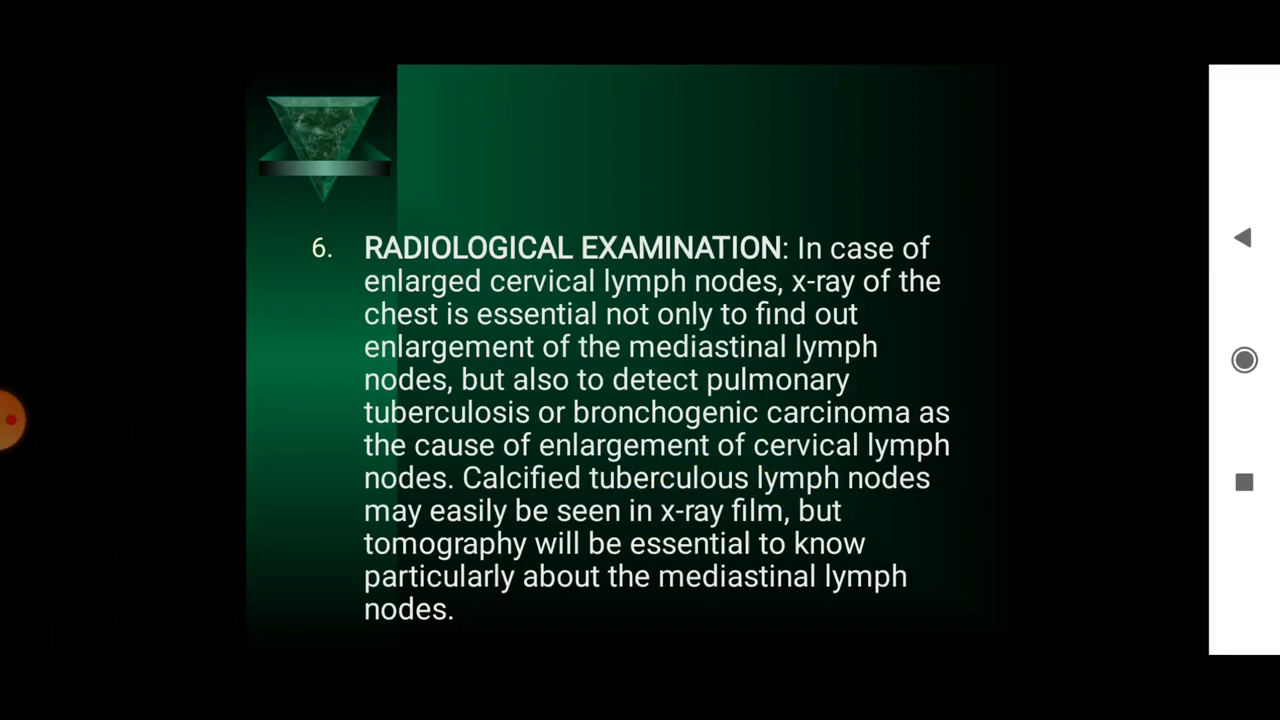 6. RADIOLOGICAL EXAMINATION: In case of
enlarged cervical lymph nodes, x-ray of the
chest is essential not only to find out
enlargement of the mediastinal lymph
nodes, but also to detect pulmonary
tuberculosis or bronchogenic carcinoma as
the cause of enlargement of cervical lymph
nodes. Calcified tuberculous lymph nodes
may easily be seen in x-ray film, but
tomography will be essential to know
particularly about the mediastinal lymph
nodes.